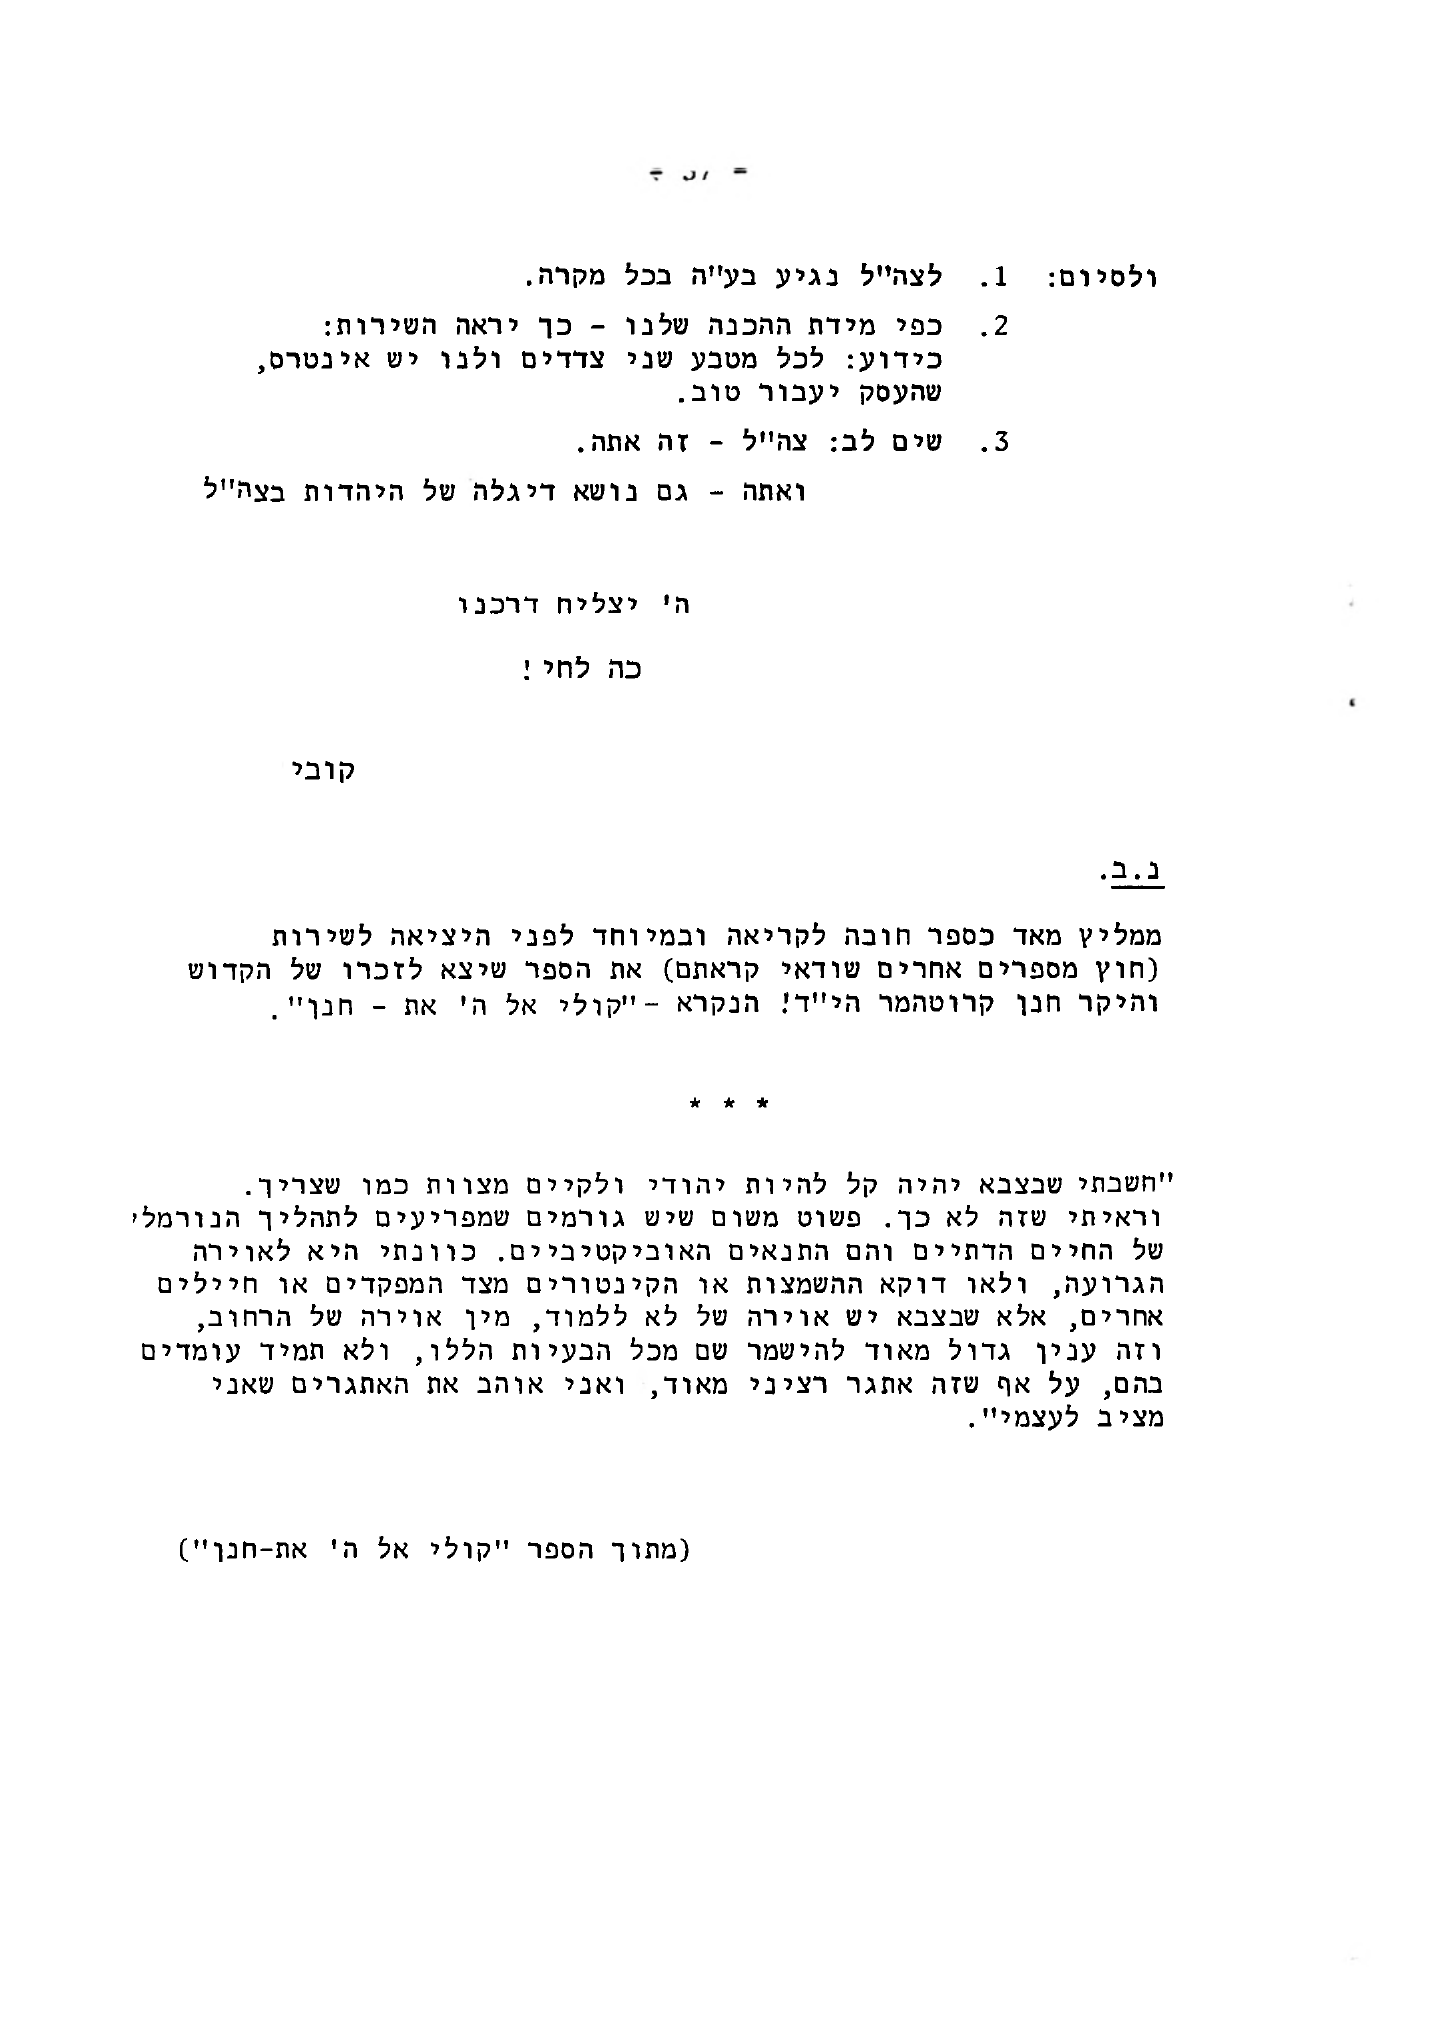 ולסיום: 1. לצה"ל נגיע בע"ה בכל מקרה.
2. כפי מידת ההכנה שלנו - כך יראה השירות:
כידוע: לכל מטבע שני צדדים ולנו יש אינטרס,
שהעסק יעבור טוב.
3. שים לב: צה"ל - זה אתה.
ואתה - גם נושא דיגלה של היהדות בצה"ל
ה' יצליח דרכנו
כה לחי!
קובי
נ.ב.
ממליץ מאד כספר חובה לקריאה ובמיוחד לפני היציאה לשירות
(חוץ מספרים אחרים שודאי קראתם) את הספר שיצא לזכרו של הקדוש
והיקר חנן קרוטהמר הי"ד! הנקרא -"קולי אל ה' את - חנן".
* * *
"חשבתי שבצבא יהיה קל להיות יהודי ולקיים מצוות כמו שצריך.
וראיתי שזה לא כך. פשוט משום שיש גורמים שמפריעים לתהליך הנורמלי
של החיים הדתיים והם התנאים האוביקטיביים. כוונתי היא לאוירה
הגרועה, ולאו דוקא ההשמצות או הקינטורים מצד המפקדים או חיילים
אחרים, אלא שבצבא יש אוירה של לא ללמוד, מין אוירה של הרחוב,
וזה ענין גדול מאוד להישמר שם מכל הבעיות הללו, ולא תמיד עומדים
בהם, על אף שזה אתגר רציני מאוד, ואני אוהב את האתגרים שאני
מציב לעצמי".
(מתוך הספר "קולי אל ה' את-חנן")